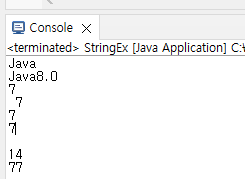 Console
<terminated> StringEx [Java Application] C:\
Java
Java8.0
7
 7
7
7

14
77